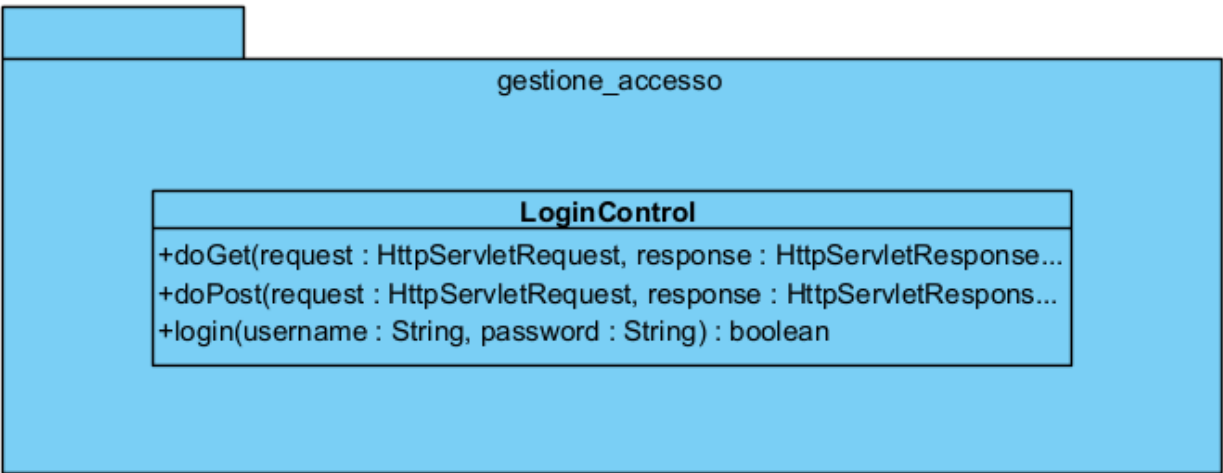 gestione_accesso
LoginControl
+doGet(request : HttpServletRequest, response : HttpServletResponse...
+doPost(request : HttpServletRequest, response : HttpServletRespons...
+login(username : String, password : String) : boolean